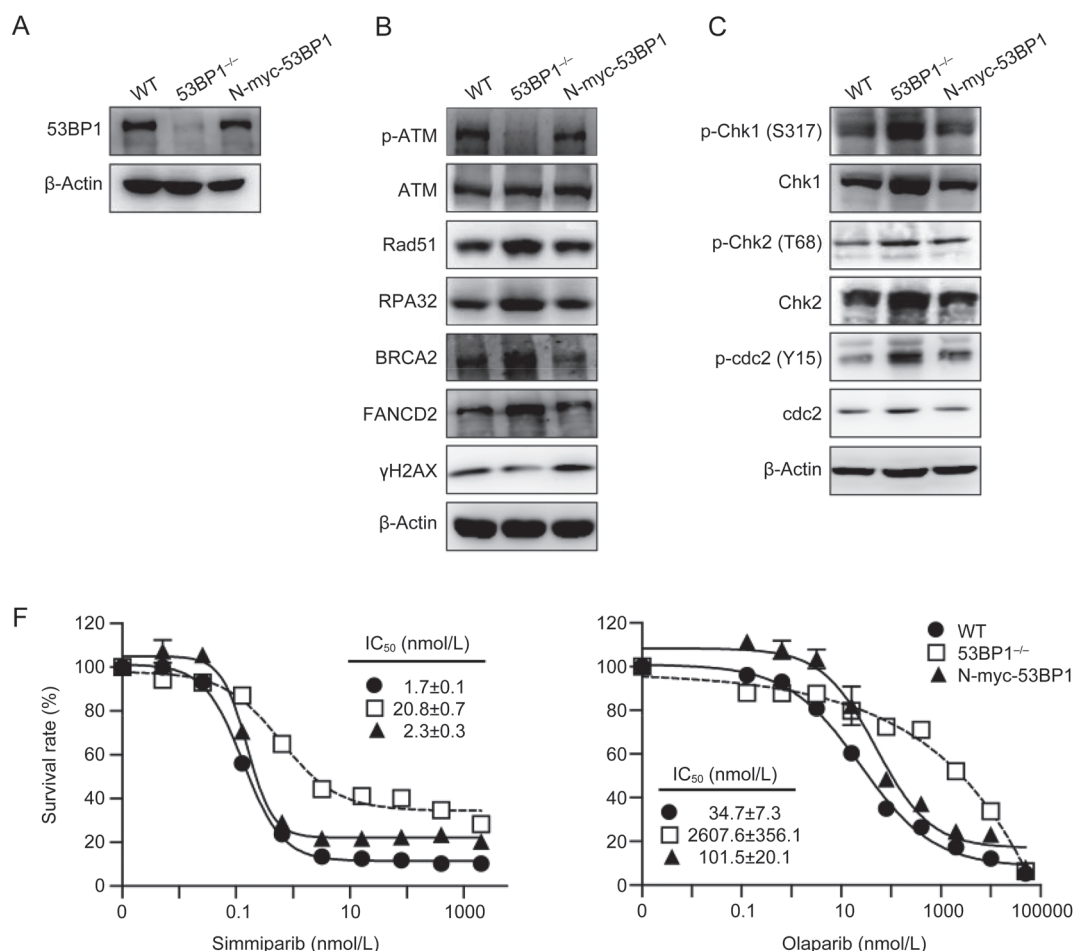 A
WT
53BP1–/–
N-myc-53BP1
53BP1
β-Actin
B
WT
53BP1–/–
N-myc-53BP1
p-ATM
ATM
Rad51
RPA32
BRCA2
FANCD2
γH2AX
β-Actin
C
WT
53BP1–/–
N-myc-53BP1
p-Chk1 (S317)
Chk1
p-Chk2 (T68)
Chk2
p-cdc2 (Y15)
cdc2
β-Actin
F
Survival rate (%)
120
100
80
60
40
20
0
0 0.1 10 1000
Simmiparib (nmol/L)
IC₅₀ (nmol/L)
1.7±0.1
20.8±0.7
2.3±0.3
120
100
80
60
40
20
0
0 0.1 10 1000 100000
Olaparib (nmol/L)
IC₅₀ (nmol/L)
34.7±7.3
2607.6±356.1
101.5±20.1
WT
53BP1–/–
N-myc-53BP1